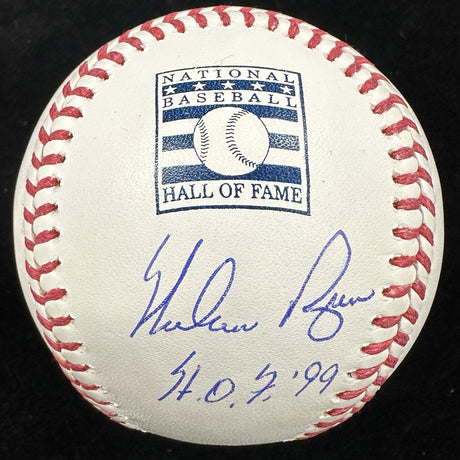 NATIONAL
BASEBALL
HALL OF FAME
Nolan Ryan
H.O.F. '99